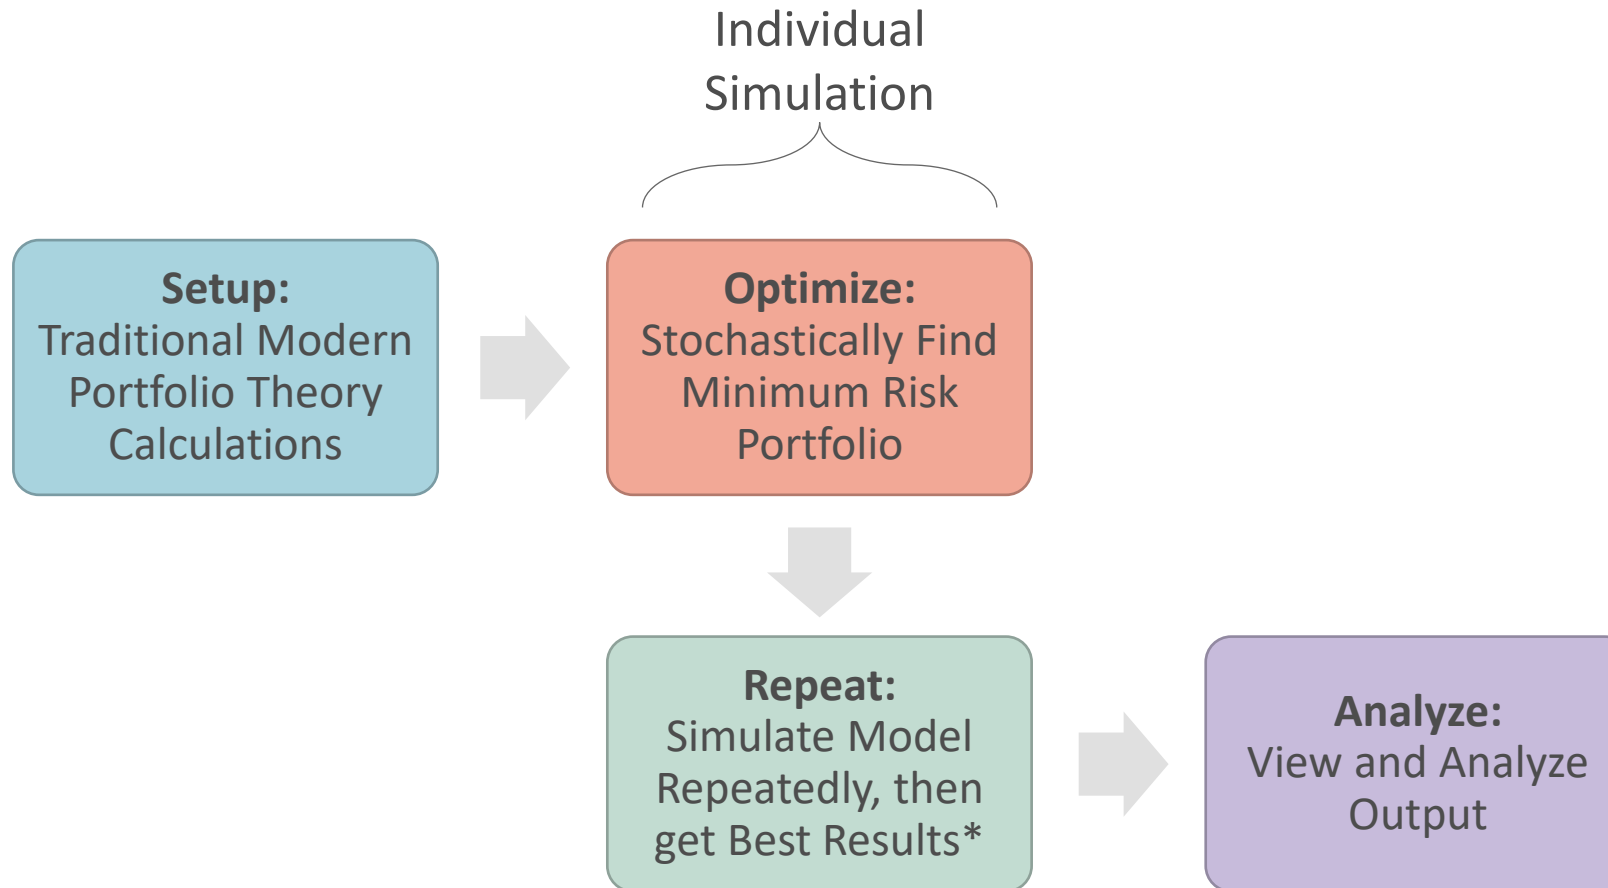 Individual
Simulation
Setup:
Traditional Modern
Portfolio Theory
Calculations
Optimize:
Stochastically Find
Minimum Risk
Portfolio
Repeat:
Simulate Model
Repeatedly, then
get Best Results*
Analyze:
View and Analyze
Output